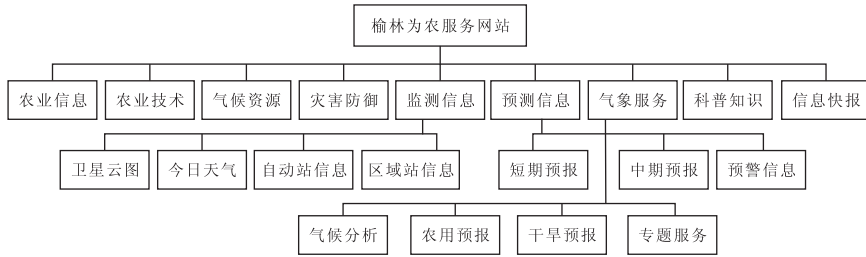 榆林为农服务网站
农业信息
农业技术
气候资源
灾害防御
监测信息
预测信息
气象服务
科普知识
信息快报
卫星云图
今日天气
自动站信息
区域站信息
短期预报
中期预报
预警信息
气候分析
农用预报
干旱预报
专题服务